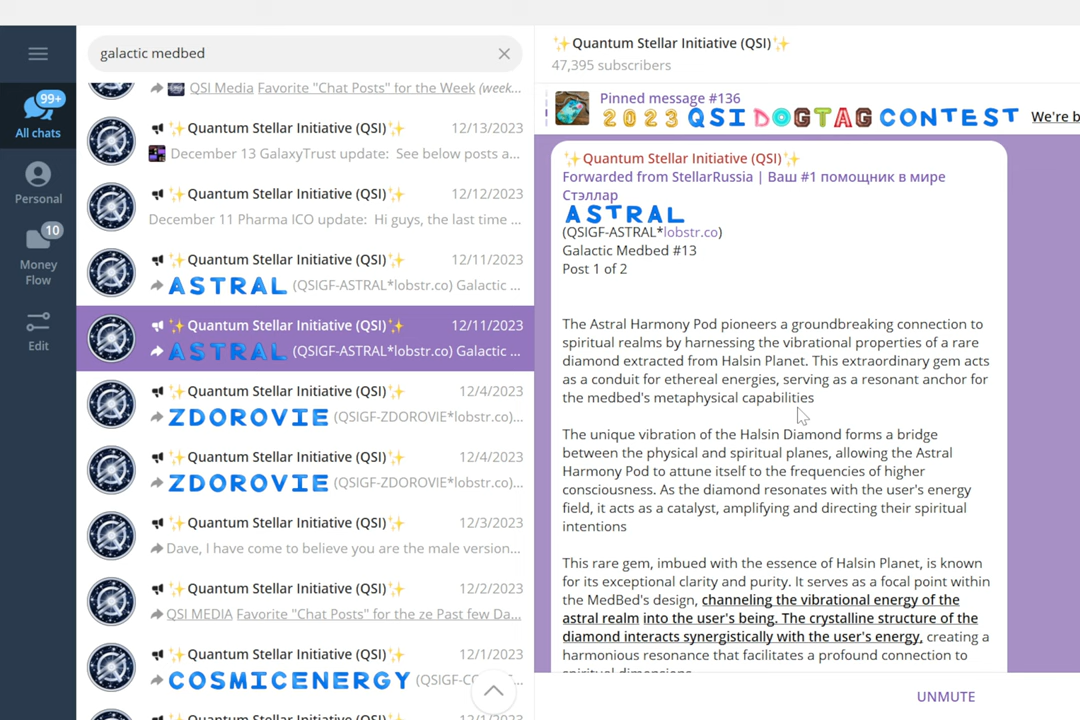 galactic medbed
99+
All chats
Personal
10
Money
Flow
Edit
QSI Media Favorite "Chat Posts" for the Week (week...
✨Quantum Stellar Initiative (QSI)✨ 12/13/2023
December 13 GalaxyTrust update: See below posts a...
✨Quantum Stellar Initiative (QSI)✨ 12/12/2023
December 11 Pharma ICO update: Hi guys, the last time ...
✨Quantum Stellar Initiative (QSI)✨ 12/11/2023
ASTRAL (QSIGF-ASTRAL*lobstr.co) Galactic ...
✨Quantum Stellar Initiative (QSI)✨ 12/11/2023
ASTRAL (QSIGF-ASTRAL*lobstr.co) Galactic ...
✨Quantum Stellar Initiative (QSI)✨ 12/4/2023
ZDOROVIE (QSIGF-ZDOROVIE*lobstr.co)...
✨Quantum Stellar Initiative (QSI)✨ 12/4/2023
ZDOROVIE (QSIGF-ZDOROVIE*lobstr.co)...
✨Quantum Stellar Initiative (QSI)✨ 12/3/2023
Dave, I have come to believe you are the male version...
✨Quantum Stellar Initiative (QSI)✨ 12/2/2023
QSI MEDIA Favorite "Chat Posts" for the ze Past few Da...
✨Quantum Stellar Initiative (QSI)✨ 12/1/2023
COSMICENERGY (QSIGF-CO
✨Quantum Stellar Initiative (QSI)✨ 12/1/2023
✨Quantum Stellar Initiative (QSI)✨
47,395 subscribers
Pinned message #136
2023 QSI DOGTAG CONTEST We're b
✨Quantum Stellar Initiative (QSI)✨
Forwarded from StellarRussia | Ваш #1 помощник в мире
Стэллар
ASTRAL
(QSIGF-ASTRAL*lobstr.co)
Galactic Medbed #13
Post 1 of 2
The Astral Harmony Pod pioneers a groundbreaking connection to
spiritual realms by harnessing the vibrational properties of a rare
diamond extracted from Halsin Planet. This extraordinary gem acts
as a conduit for ethereal energies, serving as a resonant anchor for
the medbed's metaphysical capabilities
The unique vibration of the Halsin Diamond forms a bridge
between the physical and spiritual planes, allowing the Astral
Harmony Pod to attune itself to the frequencies of higher
consciousness. As the diamond resonates with the user's energy
field, it acts as a catalyst, amplifying and directing their spiritual
intentions
This rare gem, imbued with the essence of Halsin Planet, is known
for its exceptional clarity and purity. It serves as a focal point within
the MedBed's design, channeling the vibrational energy of the
astral realm into the user's being. The crystalline structure of the
diamond interacts synergistically with the user's energy, creating a
harmonious resonance that facilitates a profound connection to
spiritual dimensions
UNMUTE